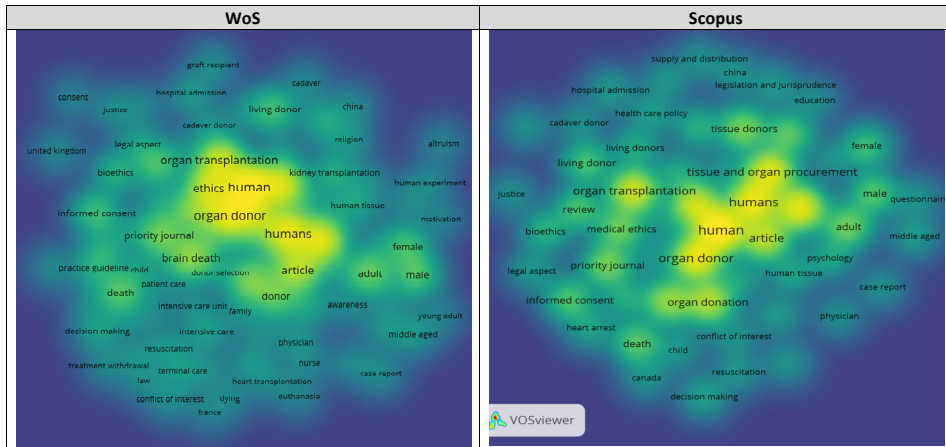 WoS
Scopus
graft recipient
cadaver
consent
hospital admission
justice
living donor
china
cadaver donor
religion
united kingdom
legal aspect
altruism
organ transplantation
bioethics
kidney transplantation
ethics
human
human experiment
informed consent
organ donor
human tissue
motivation
priority journal
humans
brain death
female
practice guideline
child
donor selection
article
adult
male
patient care
death
donor
intensive care unit
family
awareness
young adult
decision making
intensive care
middle aged
resuscitation
physician
treatment withdrawal
terminal care
nurse
law
heart transplantation
case report
conflict of interest
dying
euthanasia
france
supply and distribution
china
legislation and jurisprudence
hospital admission
education
health care policy
cadaver donor
tissue donors
living donors
female
living donor
tissue and organ procurement
justice
organ transplantation
male
questionnaire
review
humans
bioethics
medical ethics
human
article
adult
middle aged
organ donor
psychology
legal aspect
priority journal
human tissue
case report
informed consent
organ donation
physician
heart arrest
death
conflict of interest
child
canada
resuscitation
decision making
VOSviewer